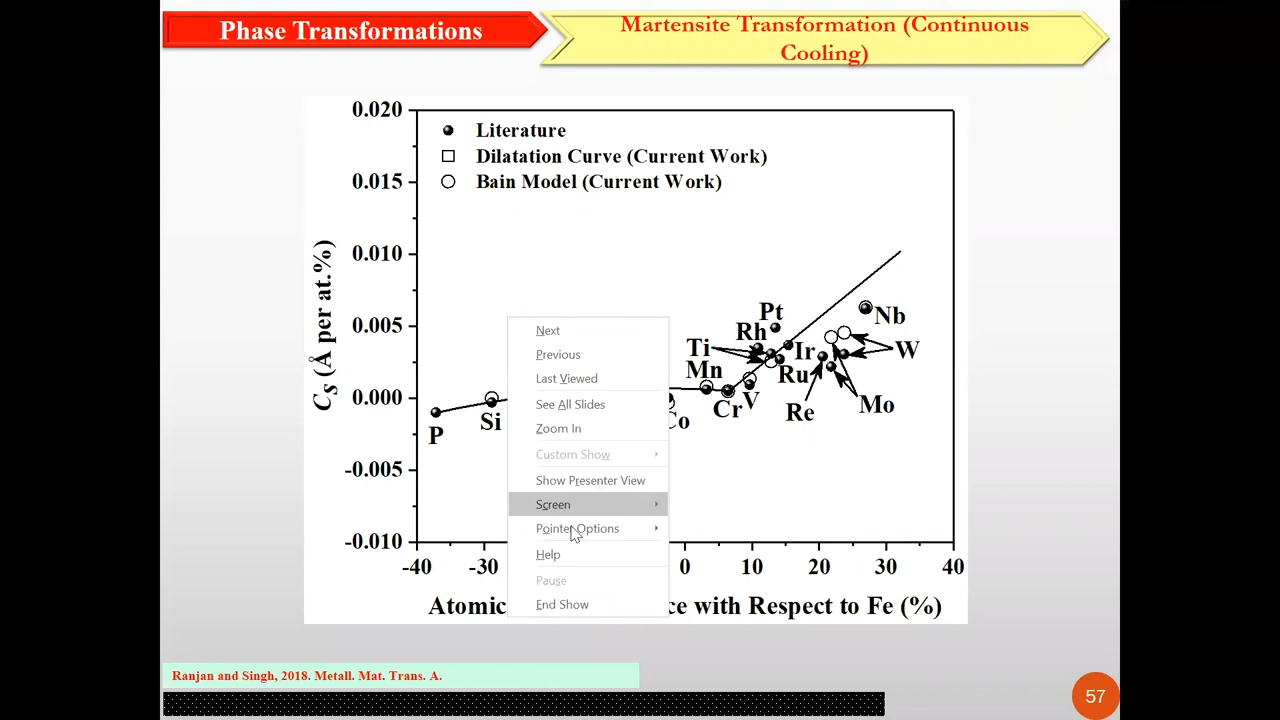 Phase Transformations
Martensite Transformation (Continuous
Cooling)
0.020
0.015
0.010
0.005
0.000
-0.005
-0.010
Cs (Å per at.%)
Literature
Dilatation Curve (Current Work)
Bain Model (Current Work)
P
Si
Co
Mn
Ti
Rh
Pt
Cr
V
Ir
Ru
Re
Mo
W
Nb
Next
Previous
Last Viewed
See All Slides
Zoom In
Custom Show
Show Presenter View
Screen
Pointer Options
Help
Pause
End Show
-40 -30 0 10 20 30 40
Atomic ce with Respect to Fe (%)
Ranjan and Singh, 2018. Metall. Mat. Trans. A.
57